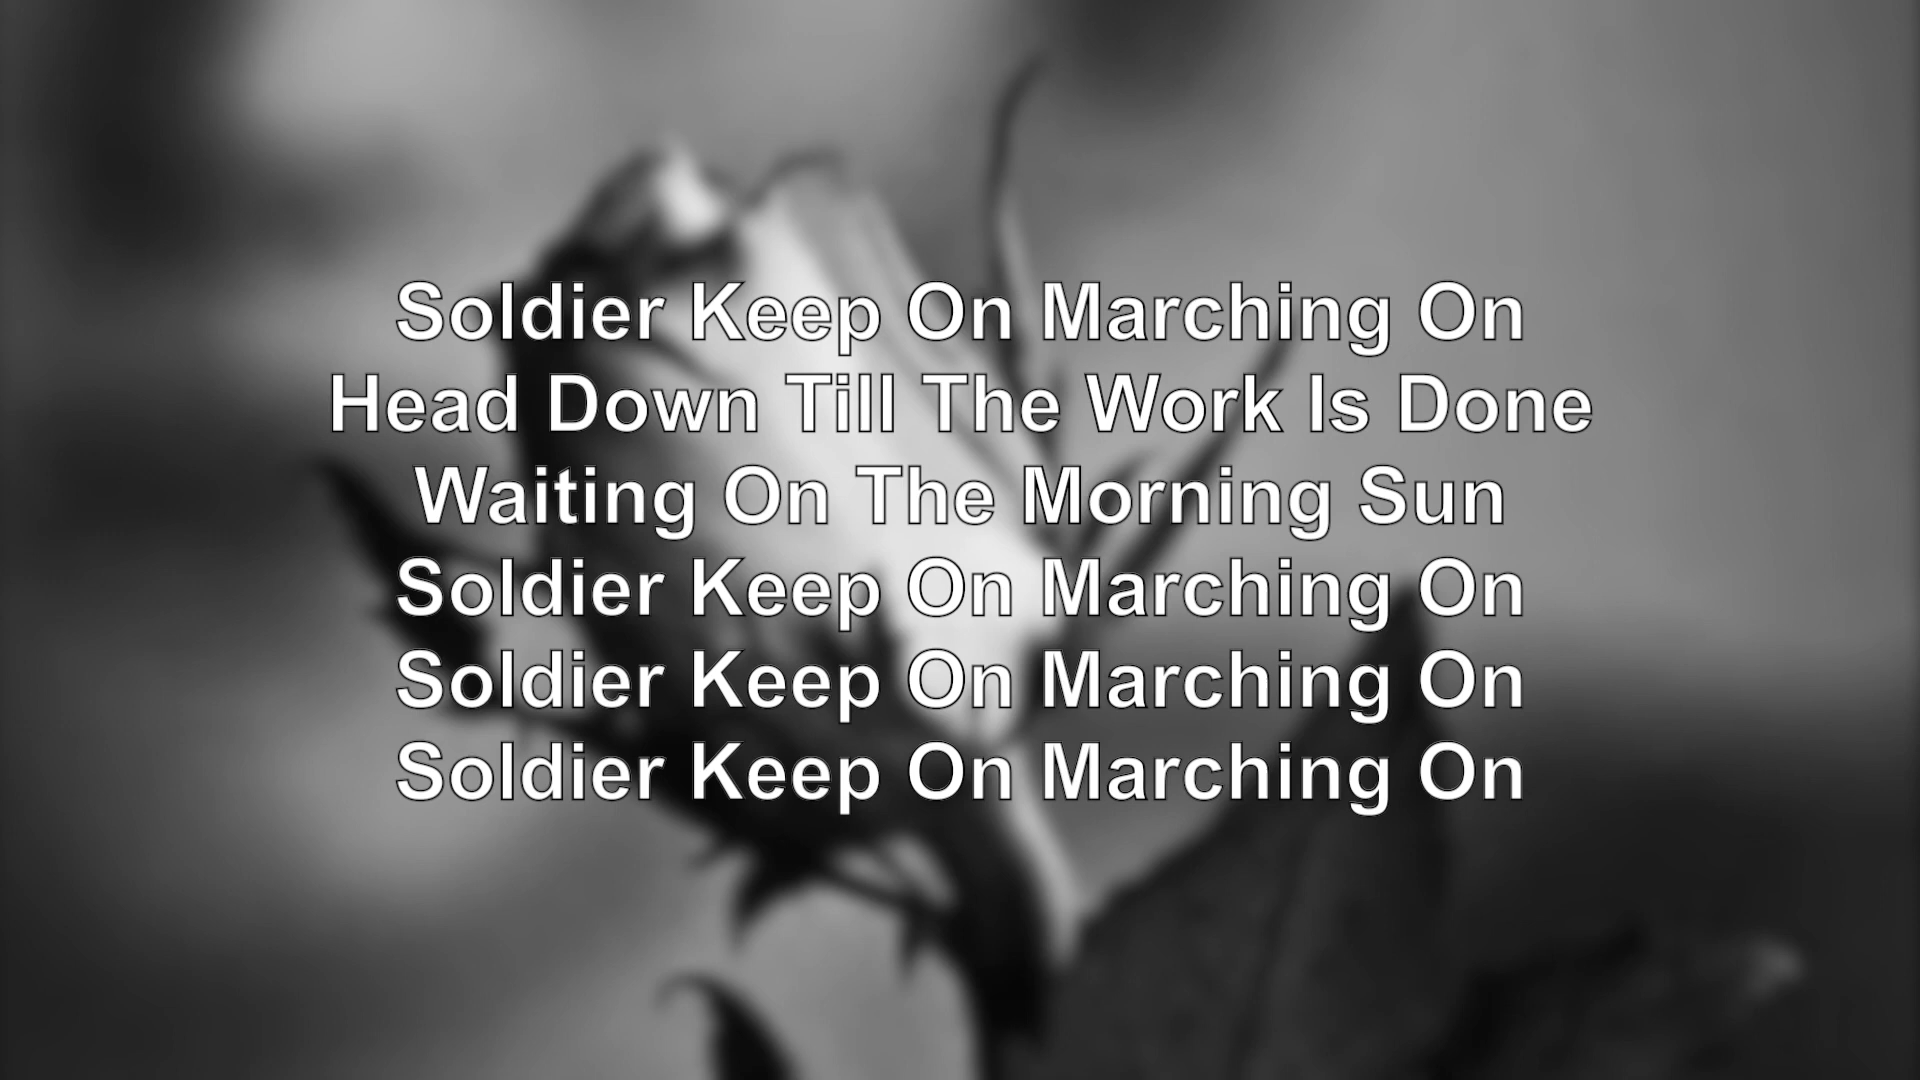 Soldier Keep On Marching On
Head Down Till The Work Is Done
Waiting On The Morning Sun
Soldier Keep On Marching On
Soldier Keep On Marching On
Soldier Keep On Marching On